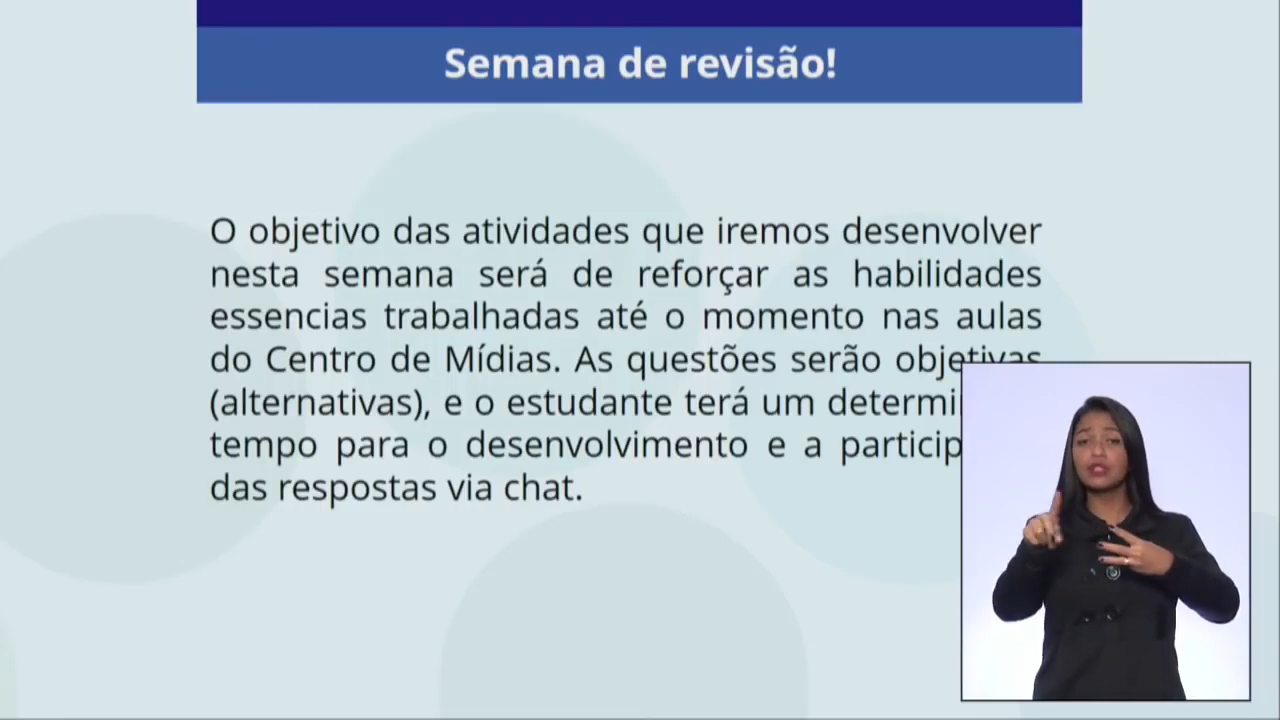 Semana de revisão!
O objetivo das atividades que iremos desenvolver
nesta semana será de reforçar as habilidades
essencias trabalhadas até o momento nas aulas
do Centro de Mídias. As questões serão objetivas
(alternativas), e o estudante terá um
tempo para o desenvolvimento e a
das respostas via chat.